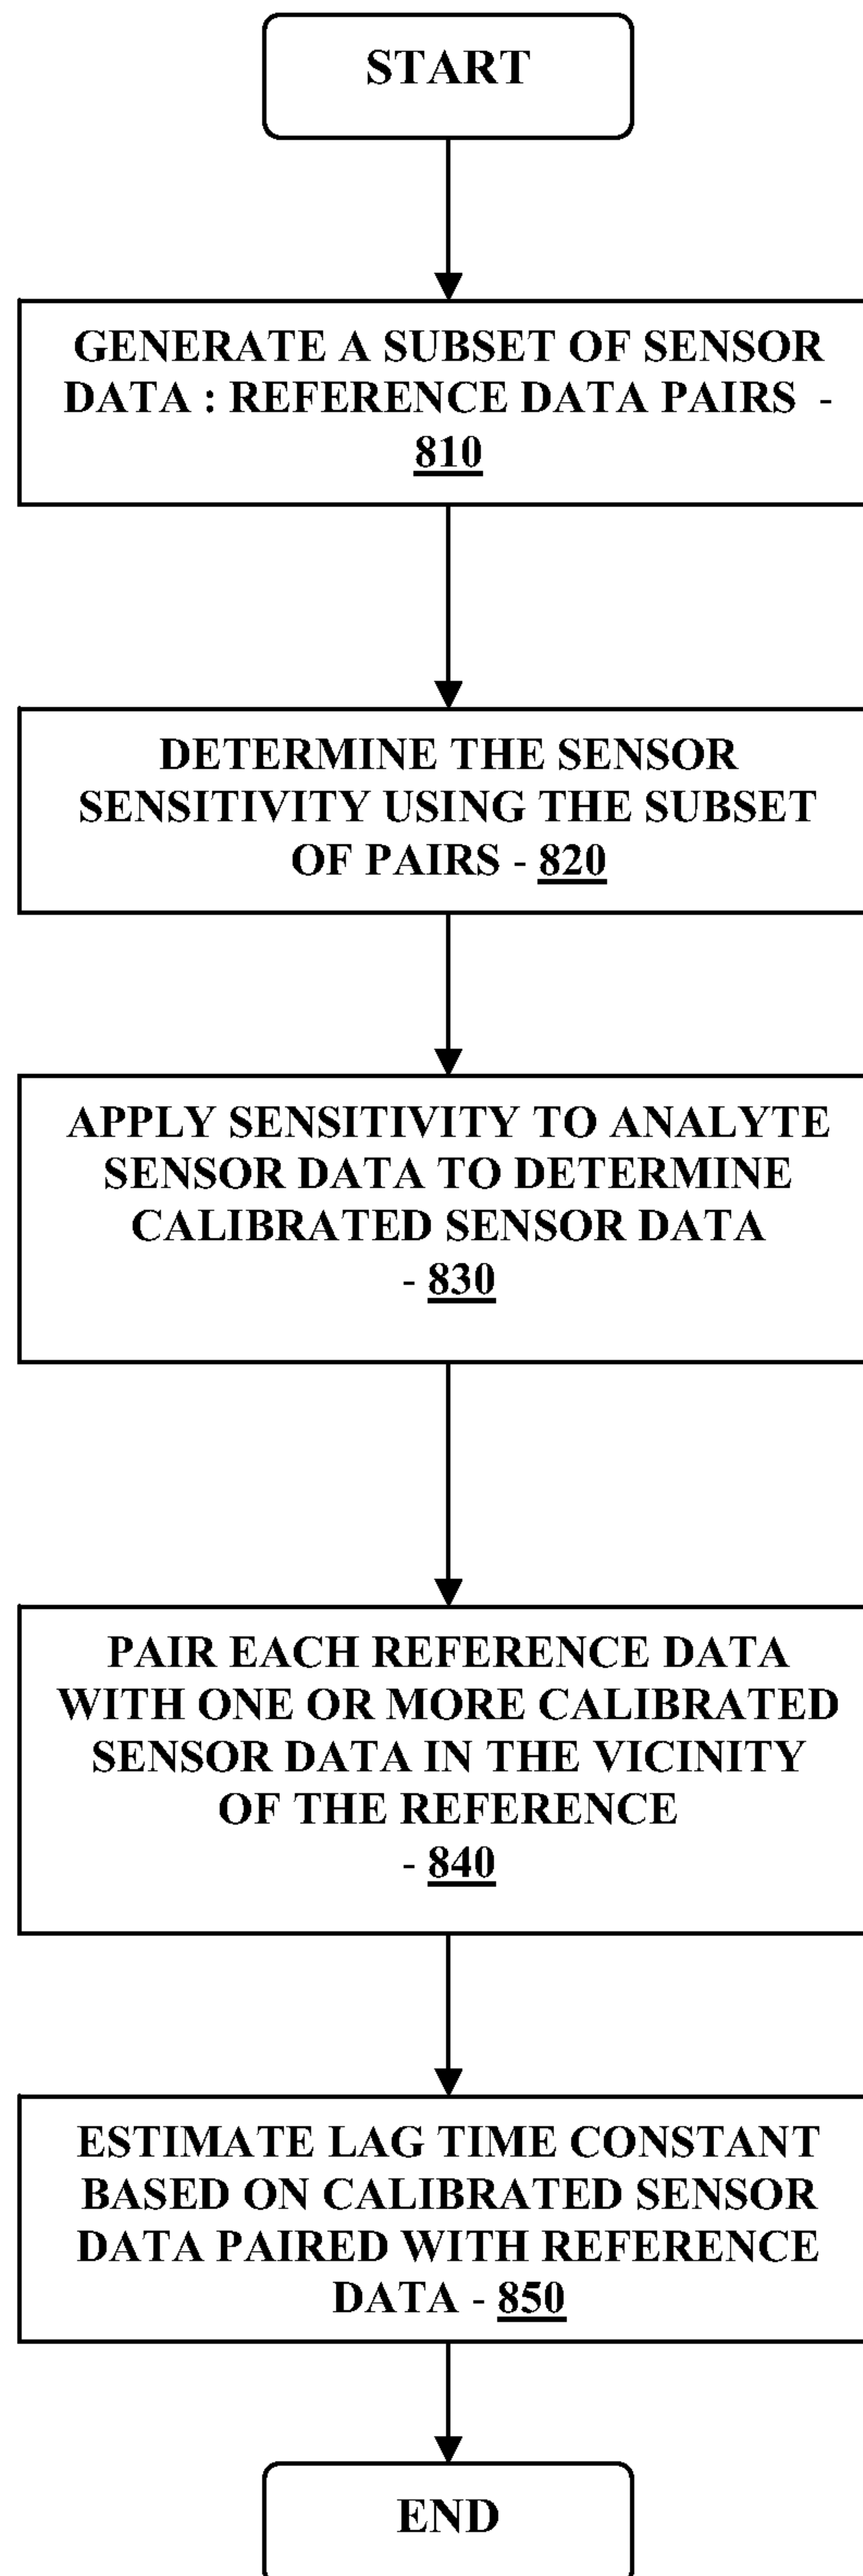 START
GENERATE A SUBSET OF SENSOR
DATA : REFERENCE DATA PAIRS -
810
DETERMINE THE SENSOR
SENSITIVITY USING THE SUBSET
OF PAIRS - 820
APPLY SENSITIVITY TO ANALYTE
SENSOR DATA TO DETERMINE
CALIBRATED SENSOR DATA
- 830
PAIR EACH REFERENCE DATA
WITH ONE OR MORE CALIBRATED
SENSOR DATA IN THE VICINITY
OF THE REFERENCE
- 840
ESTIMATE LAG TIME CONSTANT
BASED ON CALIBRATED SENSOR
DATA PAIRED WITH REFERENCE
DATA - 850
END